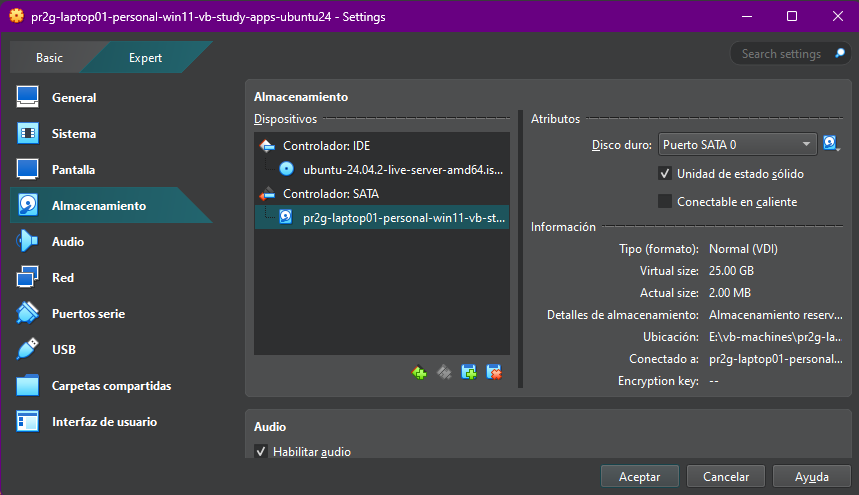 pr2g-laptop01-personal-win11-vb-study-apps-ubuntu24 - Settings
Basic
Expert
Search settings
General
Sistema
Pantalla
Almacenamiento
Audio
Red
Puertos serie
USB
Carpetas compartidas
Interfaz de usuario
Almacenamiento
Dispositivos
Controlador: IDE
ubuntu-24.04.2-live-server-amd64.is...
Controlador: SATA
pr2g-laptop01-personal-win11-vb-st...
Atributos
Disco duro: Puerto SATA 0
Unidad de estado sólido
Conectable en caliente
Información
Tipo (formato): Normal (VDI)
Virtual size: 25.00 GB
Actual size: 2.00 MB
Detalles de almacenamiento: Almacenamiento reserv...
Ubicación: E:\vb-machines\pr2g-la...
Conectado a: pr2g-laptop01-personal...
Encryption key: --
Audio
Habilitar audio
Aceptar
Cancelar
Ayuda